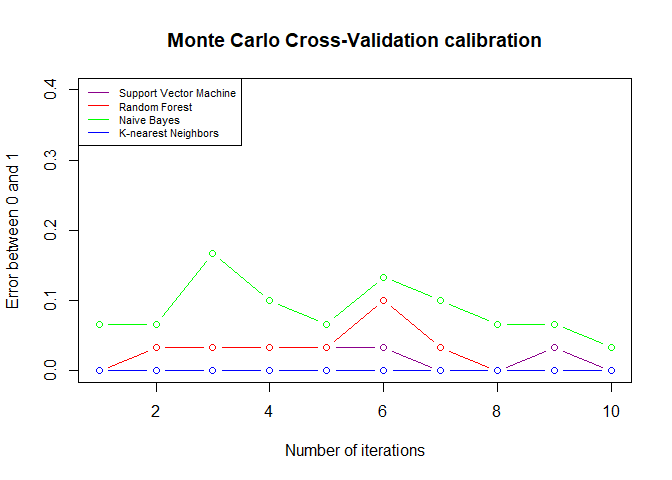 Monte Carlo Cross-Validation calibration
Support Vector Machine
Random Forest
Naive Bayes
K-nearest Neighbors
Error between 0 and 1
0.4
0.3
0.2
0.1
0.0
2 4 6 8 10
Number of iterations